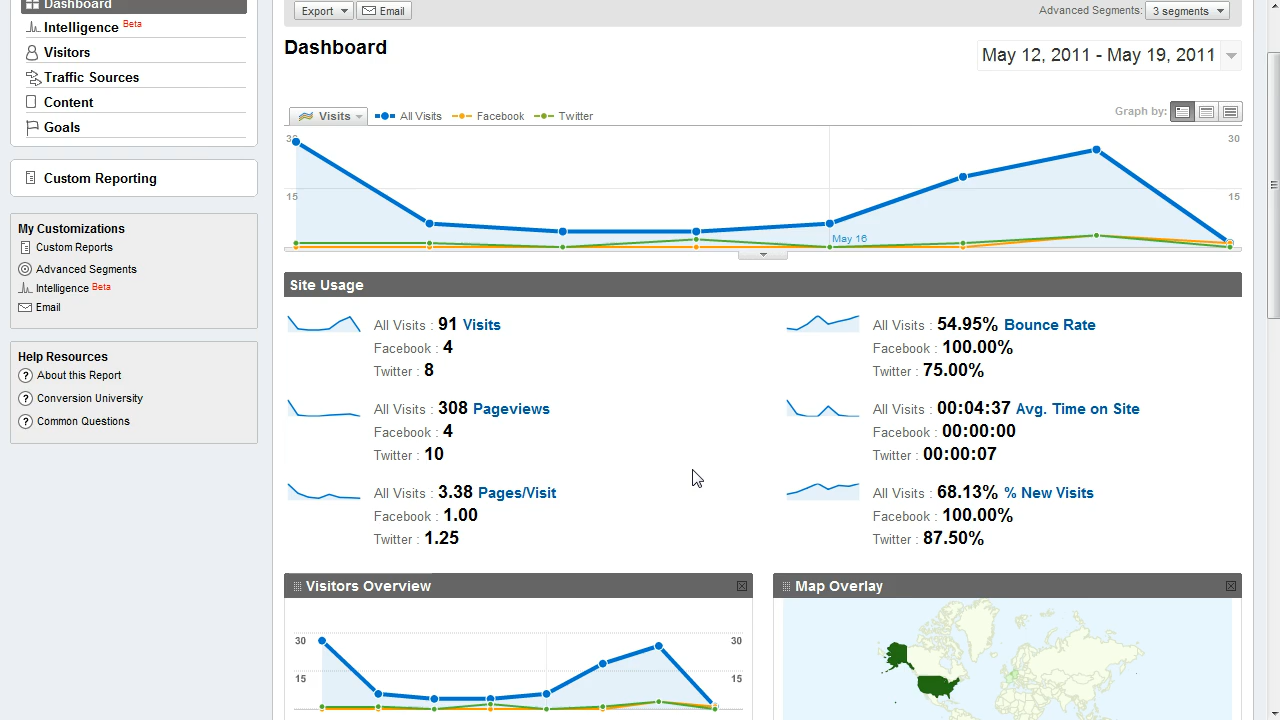 Dashboard
Intelligence Beta
Visitors
Traffic Sources
Content
Goals
Custom Reporting
My Customizations
Custom Reports
Advanced Segments
Intelligence Beta
Email
Help Resources
About this Report
Conversion University
Common Questions
Export Email
Advanced Segments: 3 segments
Dashboard
May 12, 2011 - May 19, 2011
Visits All Visits Facebook Twitter
Graph by:
30 30
15 15
May 16
Site Usage
All Visits : 91 Visits
Facebook : 4
Twitter : 8
All Visits : 308 Pageviews
Facebook : 4
Twitter : 10
All Visits : 3.38 Pages/Visit
Facebook : 1.00
Twitter : 1.25
All Visits : 54.95% Bounce Rate
Facebook : 100.00%
Twitter : 75.00%
All Visits : 00:04:37 Avg. Time on Site
Facebook : 00:00:00
Twitter : 00:00:07
All Visits : 68.13% % New Visits
Facebook : 100.00%
Twitter : 87.50%
Visitors Overview
30 30
15 15
Map Overlay